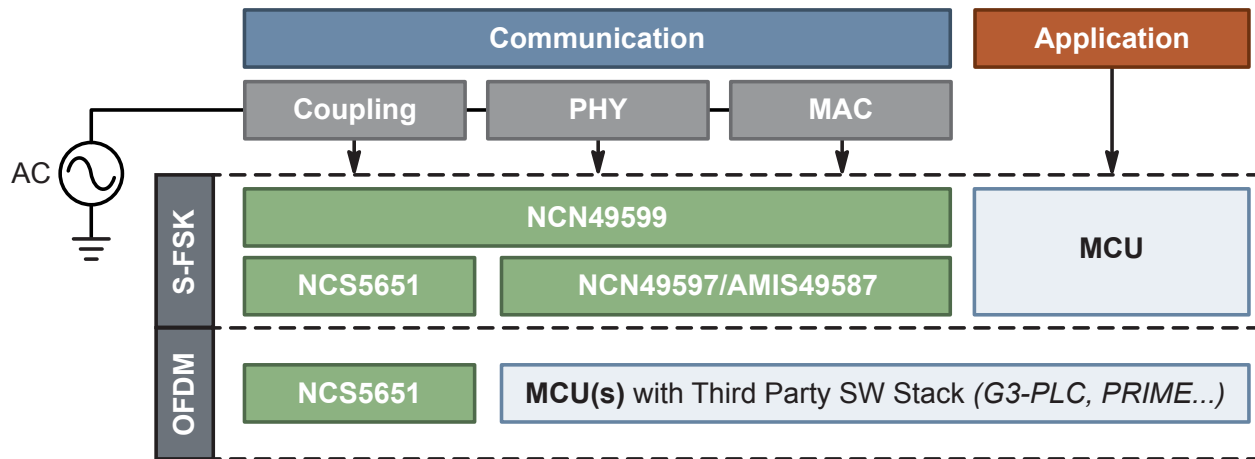 Communication
Application
Coupling
PHY
MAC
AC
S-FSK
NCN49599
MCU
NCS5651
NCN49597/AMIS49587
OFDM
NCS5651
MCU(s) with Third Party SW Stack (G3-PLC, PRIME...)